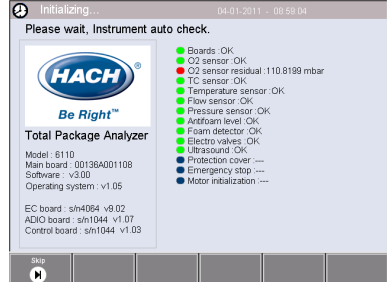 Initializing...
04-01-2011 - 08:59:04
Please wait, Instrument auto check.
HACH®
Be Right™
Total Package Analyzer
Model : 6110
Main board : 00136A001108
Software : v3.00
Operating system : v1.05
EC board : s/n4064 v9.02
ADIO board : s/n1044 v1.07
Control board : s/n1044 v1.03
Boards :OK
O2 sensor :OK
O2 sensor residual :110.8199 mbar
TC sensor :OK
Temperature sensor :OK
Flow sensor :OK
Pressure sensor :OK
Antifoam level :OK
Foam detector :OK
Electro valves :OK
Ultrasound :OK
Protection cover :---
Emergency stop :---
Motor initialization :---
Skip